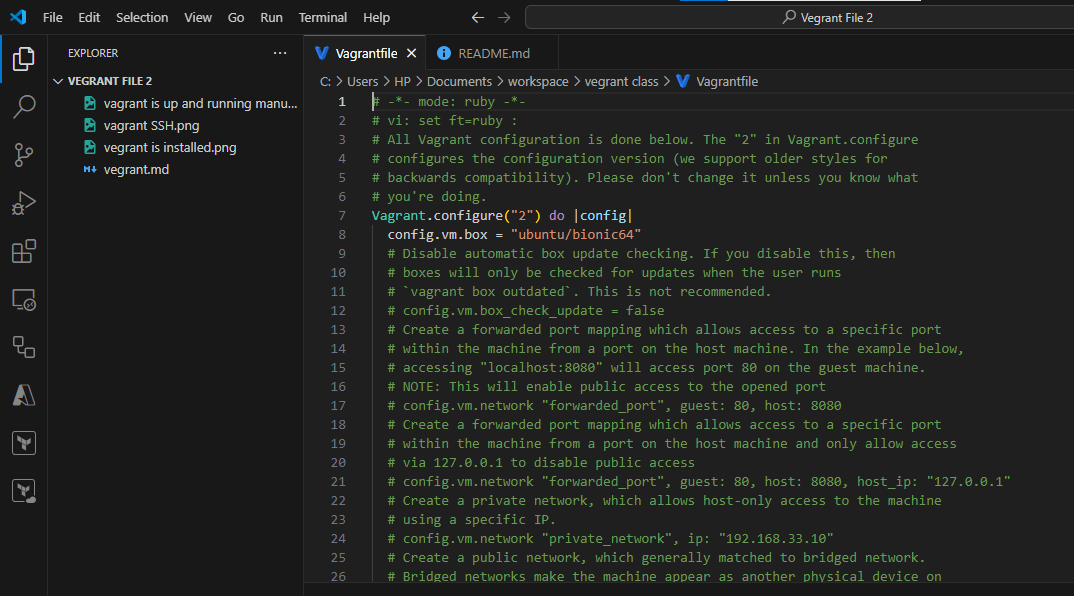 File Edit Selection View Go Run Terminal Help
Vegrant File 2
EXPLORER
VEGRANT FILE 2
vagrant is up and running manu...
vagrant SSH.png
vegrant is installed.png
vegrant.md
Vagrantfile
README.md
C: > Users > HP > Documents > workspace > vegrant class > Vagrantfile
1 # -*- mode: ruby -*-
2 # vi: set ft=ruby :
3 # All Vagrant configuration is done below. The "2" in Vagrant.configure
4 # configures the configuration version (we support older styles for
5 # backwards compatibility). Please don't change it unless you know what
6 # you're doing.
7 Vagrant.configure("2") do |config|
8 config.vm.box = "ubuntu/bionic64"
9 # Disable automatic box update checking. If you disable this, then
10 # boxes will only be checked for updates when the user runs
11 # `vagrant box outdated`. This is not recommended.
12 # config.vm.box_check_update = false
13 # Create a forwarded port mapping which allows access to a specific port
14 # within the machine from a port on the host machine. In the example below,
15 # accessing "localhost:8080" will access port 80 on the guest machine.
16 # NOTE: This will enable public access to the opened port
17 # config.vm.network "forwarded_port", guest: 80, host: 8080
18 # Create a forwarded port mapping which allows access to a specific port
19 # within the machine from a port on the host machine and only allow access
20 # via 127.0.0.1 to disable public access
21 # config.vm.network "forwarded_port", guest: 80, host: 8080, host_ip: "127.0.0.1"
22 # Create a private network, which allows host-only access to the machine
23 # using a specific IP.
24 # config.vm.network "private_network", ip: "192.168.33.10"
25 # Create a public network, which generally matched to bridged network.
26 # Bridged networks make the machine appear as another physical device on